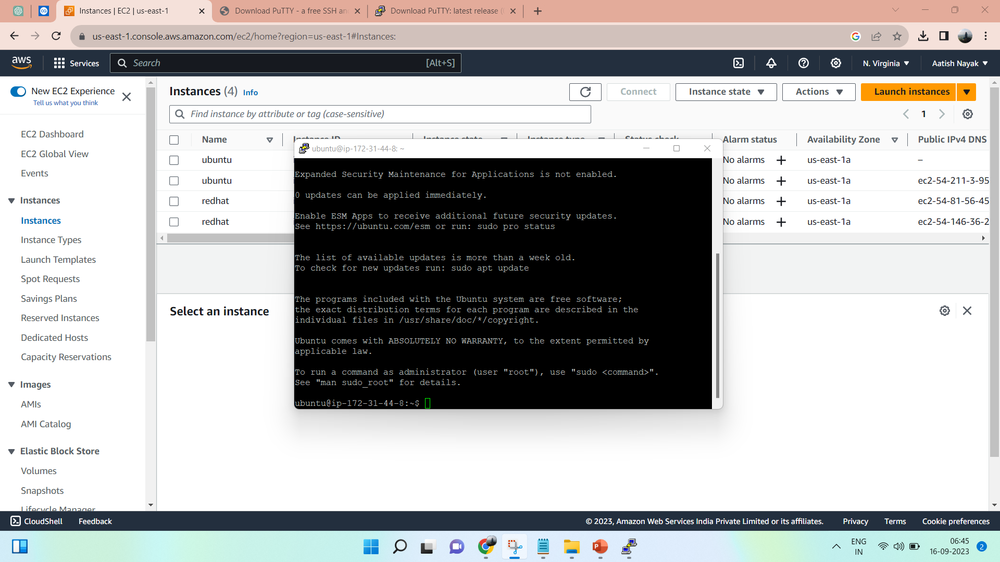 Instances | EC2 | us-east-1
Download PuTTY - a free SSH an
Download PuTTY: latest release (
us-east-1.console.aws.amazon.com/ec2/home?region=us-east-1#Instances:
aws
Services
Search
[Alt+S]
N. Virginia
Aatish Nayak
New EC2 Experience
Tell us what you think
EC2 Dashboard
EC2 Global View
Events
Instances
Instances
Instance Types
Launch Templates
Spot Requests
Savings Plans
Reserved Instances
Dedicated Hosts
Capacity Reservations
Images
AMIs
AMI Catalog
Elastic Block Store
Volumes
Snapshots
Lifecycle Manager
Instances (4) Info
Connect
Instance state
Actions
Launch instances
Find instance by attribute or tag (case-sensitive)
1
Name Instance ID Instance state Instance type Status check Alarm status Availability Zone Public IPv4 DNS
ubuntu No alarms + us-east-1a –
ubuntu No alarms + us-east-1a ec2-54-211-3-95
redhat No alarms + us-east-1a ec2-54-81-56-45
redhat No alarms + us-east-1a ec2-54-146-36-2
Select an instance
ubuntu@ip-172-31-44-8: ~
Expanded Security Maintenance for Applications is not enabled.
0 updates can be applied immediately.
Enable ESM Apps to receive additional future security updates.
See https://ubuntu.com/esm or run: sudo pro status
The list of available updates is more than a week old.
To check for new updates run: sudo apt update
The programs included with the Ubuntu system are free software;
the exact distribution terms for each program are described in the
individual files in /usr/share/doc/*/copyright.
Ubuntu comes with ABSOLUTELY NO WARRANTY, to the extent permitted by
applicable law.
To run a command as administrator (user "root"), use "sudo <command>".
See "man sudo_root" for details.
ubuntu@ip-172-31-44-8:~$
CloudShell
Feedback
© 2023, Amazon Web Services India Private Limited or its affiliates.
Privacy
Terms
Cookie preferences
ENG
IN
06:45
16-09-2023
2